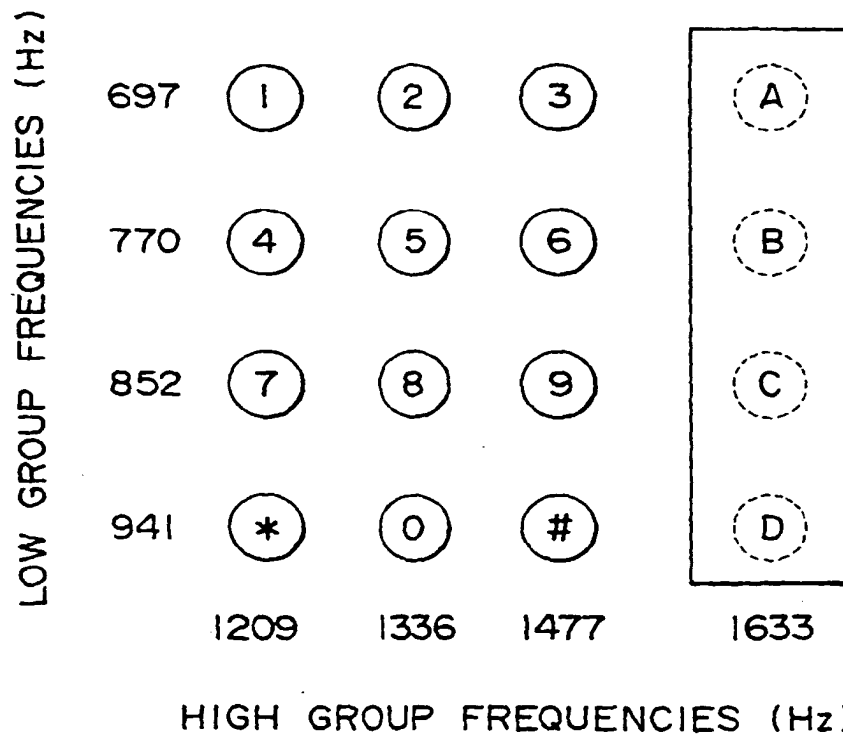 LOW GROUP FREQUENCIES (Hz)
697 1 2 3 A
770 4 5 6 B
852 7 8 9 C
941 * 0 # D
1209 1336 1477 1633
HIGH GROUP FREQUENCIES (Hz)